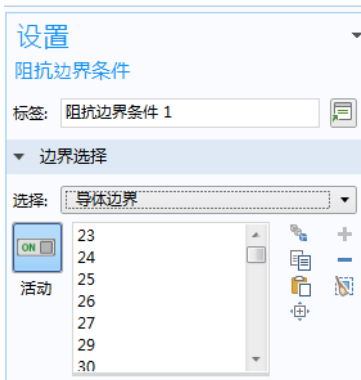 设置
阻抗边界条件
标签: 阻抗边界条件 1
边界选择
选择: 导体边界
ON
活动
23
24
25
26
27
29
30